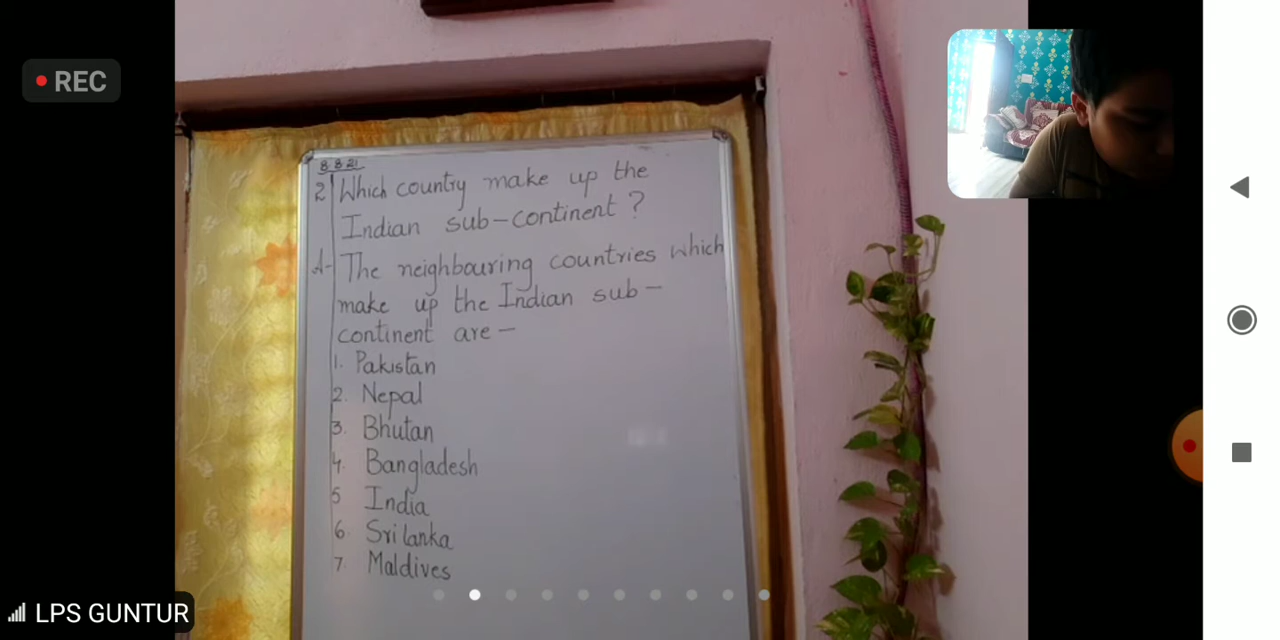 REC
8.8.21
2 Which country make up the
Indian sub-continent?
A- The neighbouring countries which
make up the Indian sub-
continent are -
1. Pakistan
2. Nepal
3. Bhutan
4. Bangladesh
5 India
6. Sri lanka
7. Maldives
LPS GUNTUR